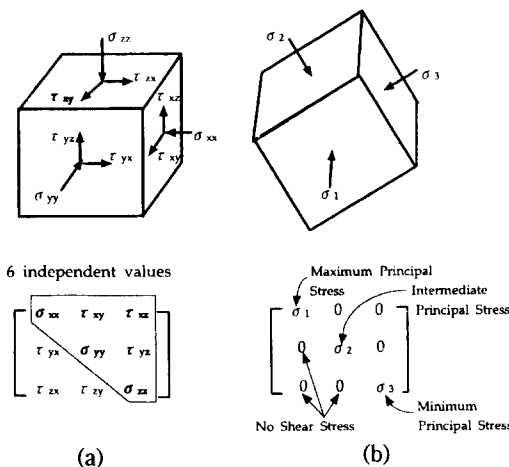 σ zz
τ zx
τ zy
τ xz
σ xx
τ xy
τ yz
τ yx
σ yy
σ 2
σ 3
σ 1
6 independent values
σ xx τ xy τ xz
τ yx σ yy τ yz
τ zx τ zy σ zx
(a)
Maximum Principal
Stress
Intermediate
Principal Stress
σ 1 0 0
0 σ 2 0
0 0 σ 3
No Shear Stress
Minimum
Principal Stress
(b)